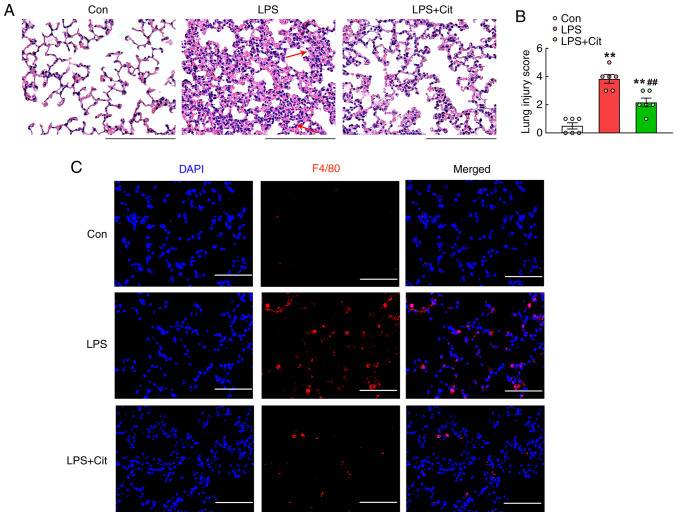 A
Con
LPS
LPS+Cit
B
Con
LPS
LPS+Cit
Lung injury score
6
4
2
0
**
** ##
C
DAPI
F4/80
Merged
Con
LPS
LPS+Cit